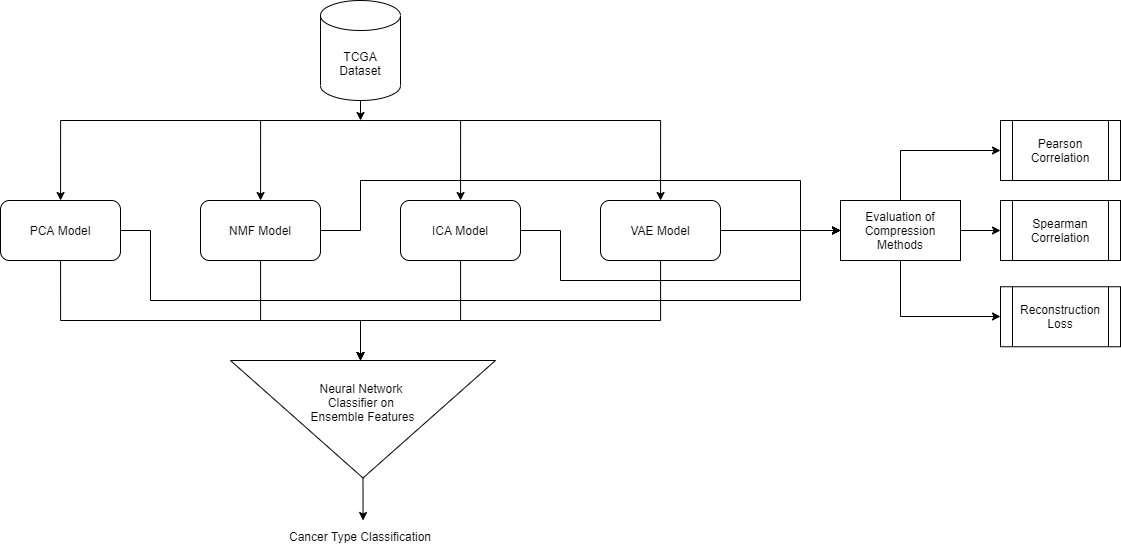 TCGA
Dataset
PCA Model
NMF Model
ICA Model
VAE Model
Evaluation of
Compression
Methods
Pearson
Correlation
Spearman
Correlation
Reconstruction
Loss
Neural Network
Classifier on
Ensemble Features
Cancer Type Classification